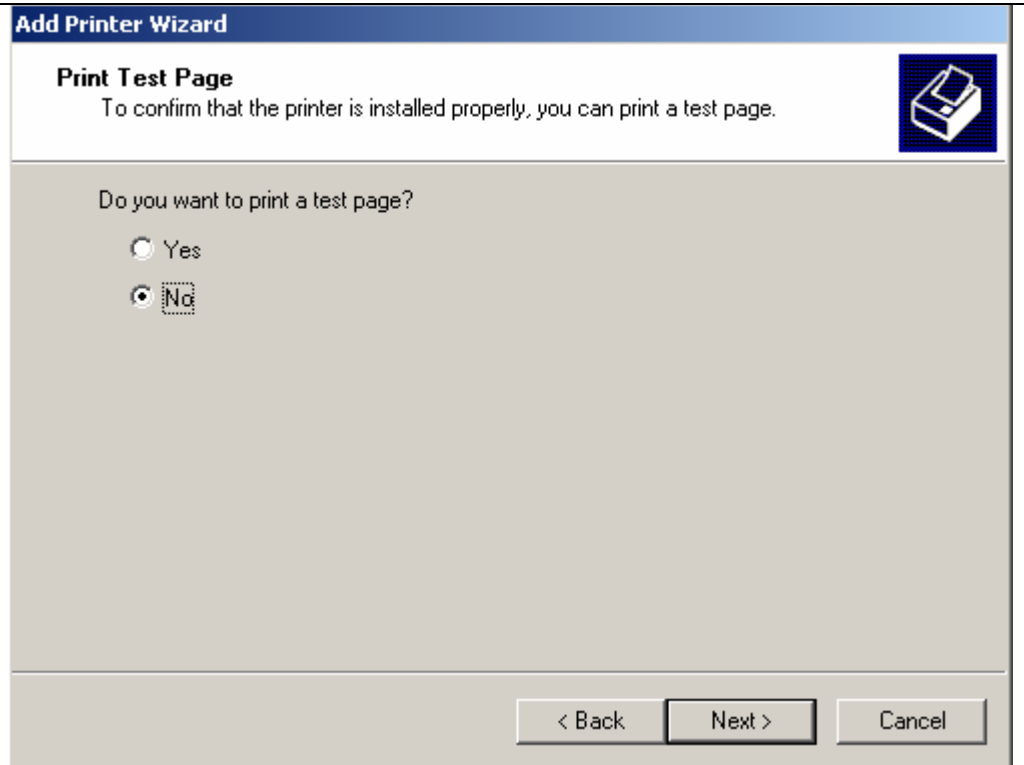 Add Printer Wizard
Print Test Page
To confirm that the printer is installed properly, you can print a test page.
Do you want to print a test page?
Yes
No
< Back Next > Cancel